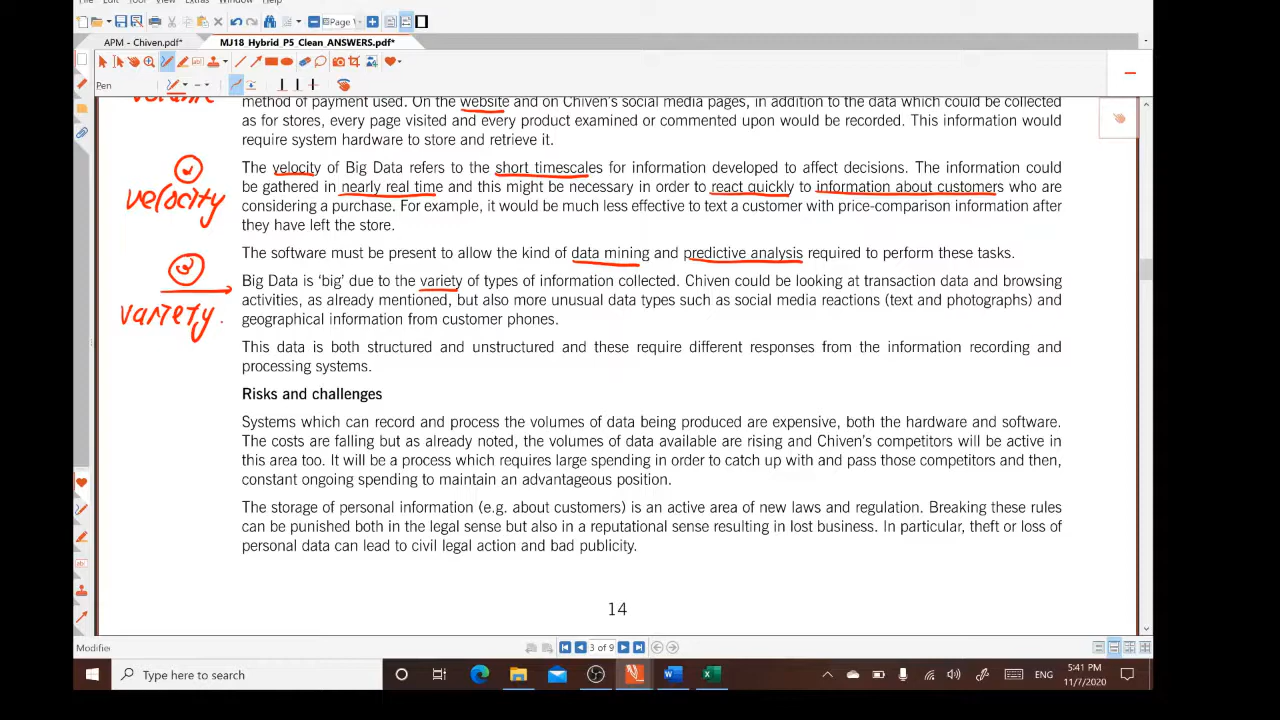 Page W
APM - Chiven.pdf*
MJ18 Hybrid_P5_Clean_ANSWERS.pdf*
Pen
method of payment used. On the website and on Chiven's social media pages, in addition to the data which could be collected
as for stores, every page visited and every product examined or commented upon would be recorded. This information would
require system hardware to store and retrieve it.
The velocity of Big Data refers to the short timescales for information developed to affect decisions. The information could
be gathered in nearly real time and this might be necessary in order to react quickly to information about customers who are
considering a purchase. For example, it would be much less effective to text a customer with price-comparison information after
they have left the store.
velocity
The software must be present to allow the kind of data mining and predictive analysis required to perform these tasks.
3
Big Data is 'big' due to the variety of types of information collected. Chiven could be looking at transaction data and browsing
activities, as already mentioned, but also more unusual data types such as social media reactions (text and photographs) and
geographical information from customer phones.
variety.
This data is both structured and unstructured and these require different responses from the information recording and
processing systems.
Risks and challenges
Systems which can record and process the volumes of data being produced are expensive, both the hardware and software.
The costs are falling but as already noted, the volumes of data available are rising and Chiven's competitors will be active in
this area too. It will be a process which requires large spending in order to catch up with and pass those competitors and then,
constant ongoing spending to maintain an advantageous position.
The storage of personal information (e.g. about customers) is an active area of new laws and regulation. Breaking these rules
can be punished both in the legal sense but also in a reputational sense resulting in lost business. In particular, theft or loss of
personal data can lead to civil legal action and bad publicity.
14
Modifie
3 of 9
Type here to search
ENG
5:41 PM
11/7/2020